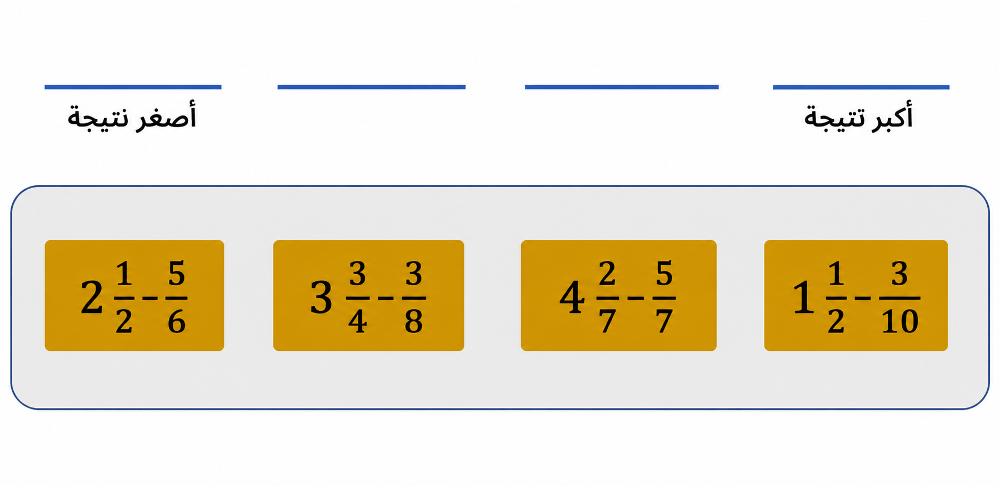 أصغر نتيجة
أكبر تتيجة
2 1/2 - 5/6
3 3/4 - 3/8
4 2/7 - 5/7
1 1/2 - 3/10